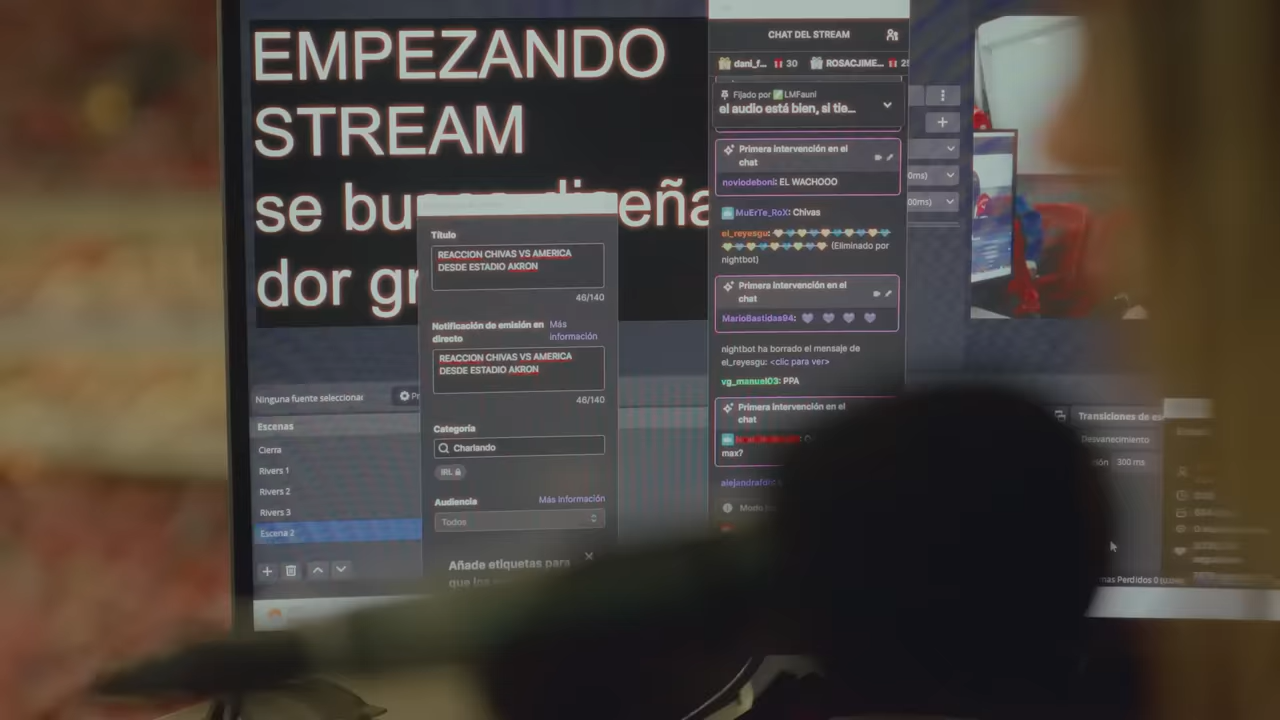 EMPEZANDO
STREAM
se bu
eña
dor gr
Título
REACCION CHIVAS VS AMERICA
DESDE ESTADIO AKRON
46/140
Notificación de emisión en
directo
Más
información
REACCION CHIVAS VS AMERICA
DESDE ESTADIO AKRON
46/140
Categoría
Charlando
IRL
Audiencia
Más información
Todos
Añade etiquetas para
Ninguna fuente seleccionad
Escenas
Cierra
Rivers 1
Rivers 2
Rivers 3
Escena 2
CHAT DEL STREAM
dani_f... 30 ROSACJIME...
Fijado por LMFauni
el audio está bien, si tie...
Primera intervención en el
chat
noviodeboni: EL WACHOOO
MuErTe_RoX: Chivas
el_reyesgu: (Eliminado por
nightbot)
Primera intervención en el
chat
MarioBastidas94:
nightbot ha borrado el mensaje de
el_reyesgu: <clic para ver>
vg_manuel03: PPA
Primera intervención en el
chat
max?
Transiciones de es
Desvanecimiento
300 ms